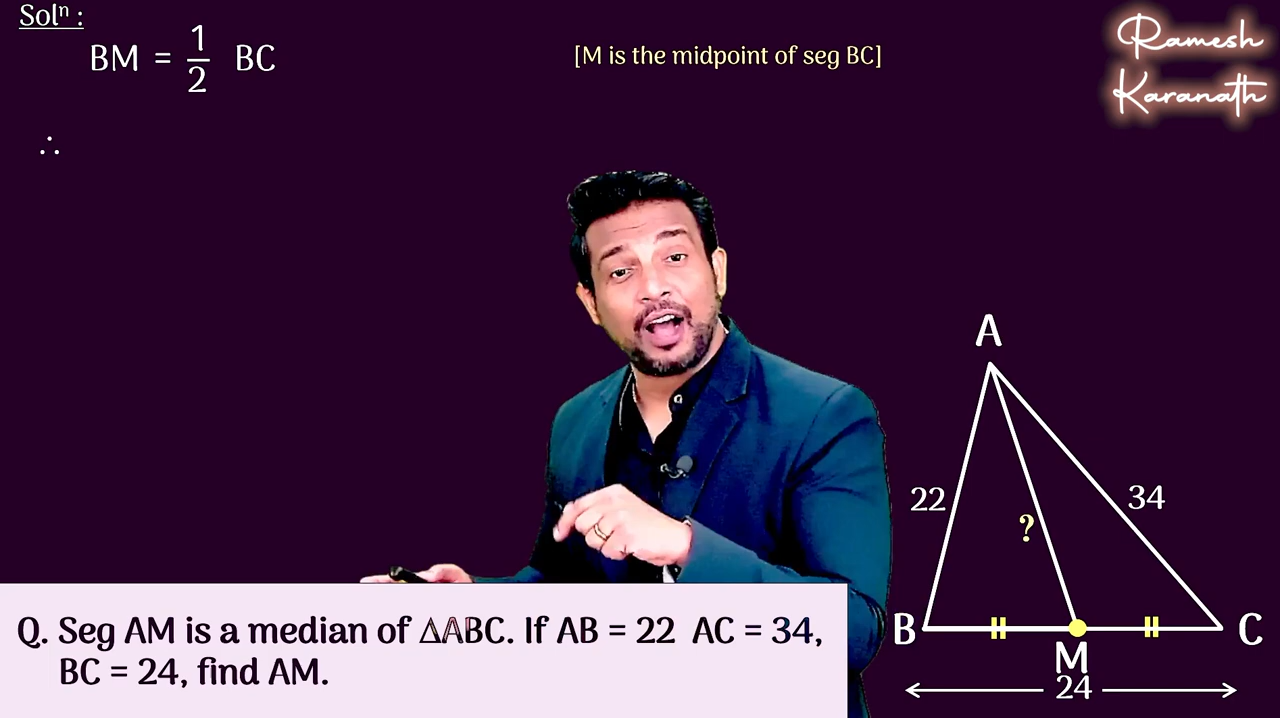 Solⁿ :
BM = 1/2 BC
[M is the midpoint of seg BC]
∴
Ramesh
Karanath
A
22
?
34
B
M
C
24
Q. Seg AM is a median of ΔABC. If AB = 22 AC = 34,
BC = 24, find AM.